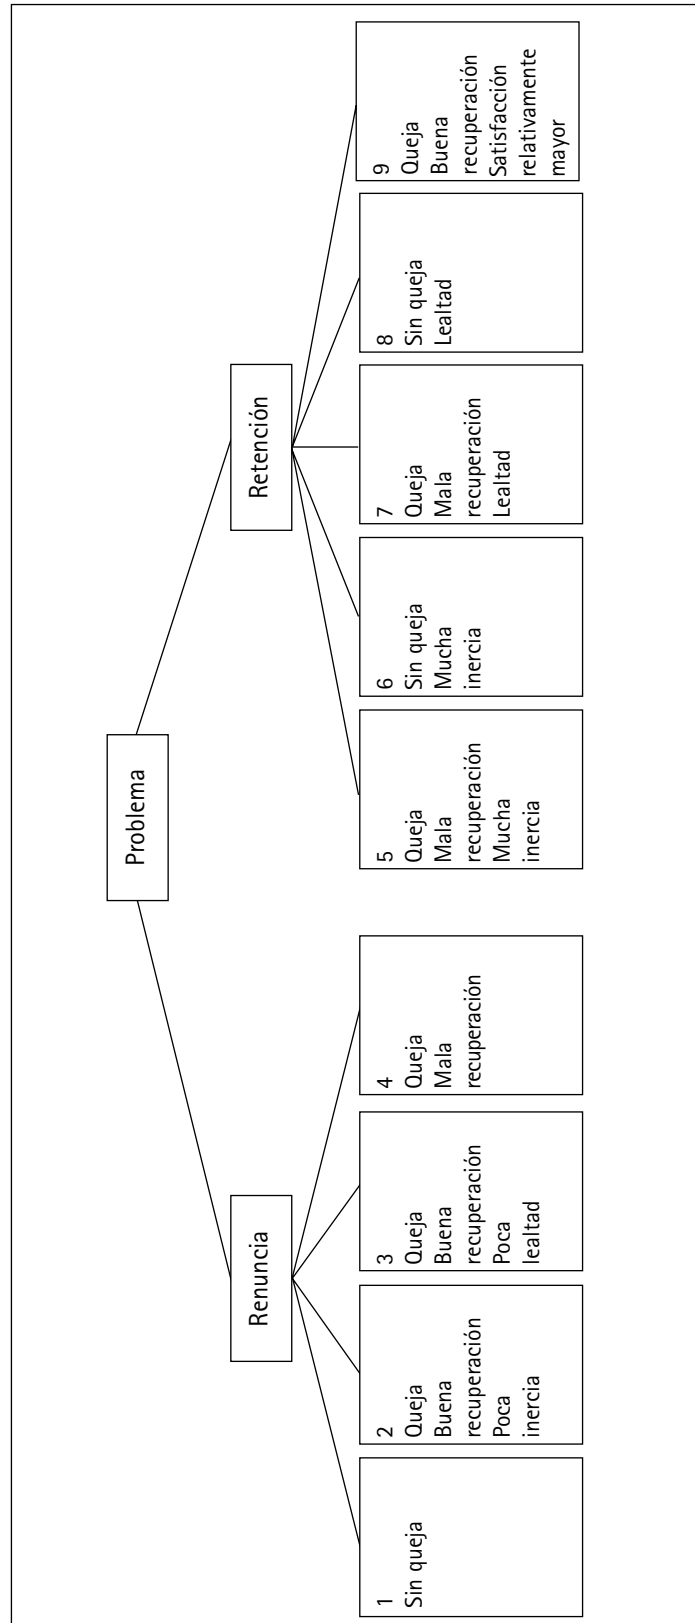 Problema
Renuncia
Retención
1
Sin queja
2
Queja
Buena
recuperación
Poca
inercia
3
Queja
Buena
recuperación
Poca
lealtad
4
Queja
Mala
recuperación
5
Queja
Mala
recuperación
Mucha
inercia
6
Sin queja
Mucha
inercia
7
Queja
Mala
recuperación
Lealtad
8
Sin queja
Lealtad
9
Queja
Buena
recuperación
Satisfacción
relativamente
mayor